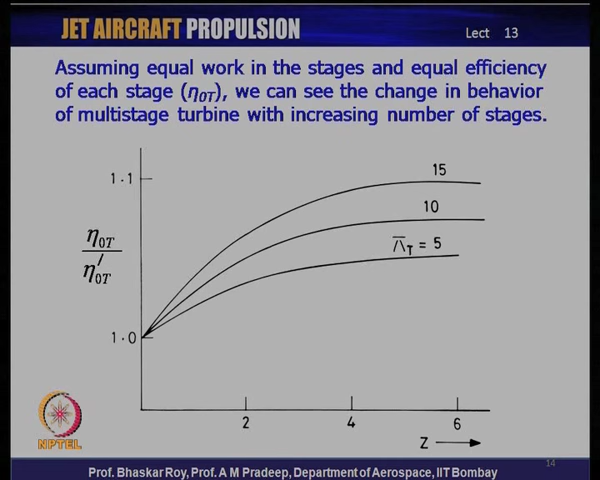 JET AIRCRAFT PROPULSION
Lect 13
Assuming equal work in the stages and equal efficiency
of each stage (η0T), we can see the change in behavior
of multistage turbine with increasing number of stages.
15
1.1
10
η0T
π̅T = 5
η′0T
1.0
2 4 6
Z
NPTEL
14
Prof. Bhaskar Roy, Prof. A M Pradeep, Department of Aerospace, IIT Bombay